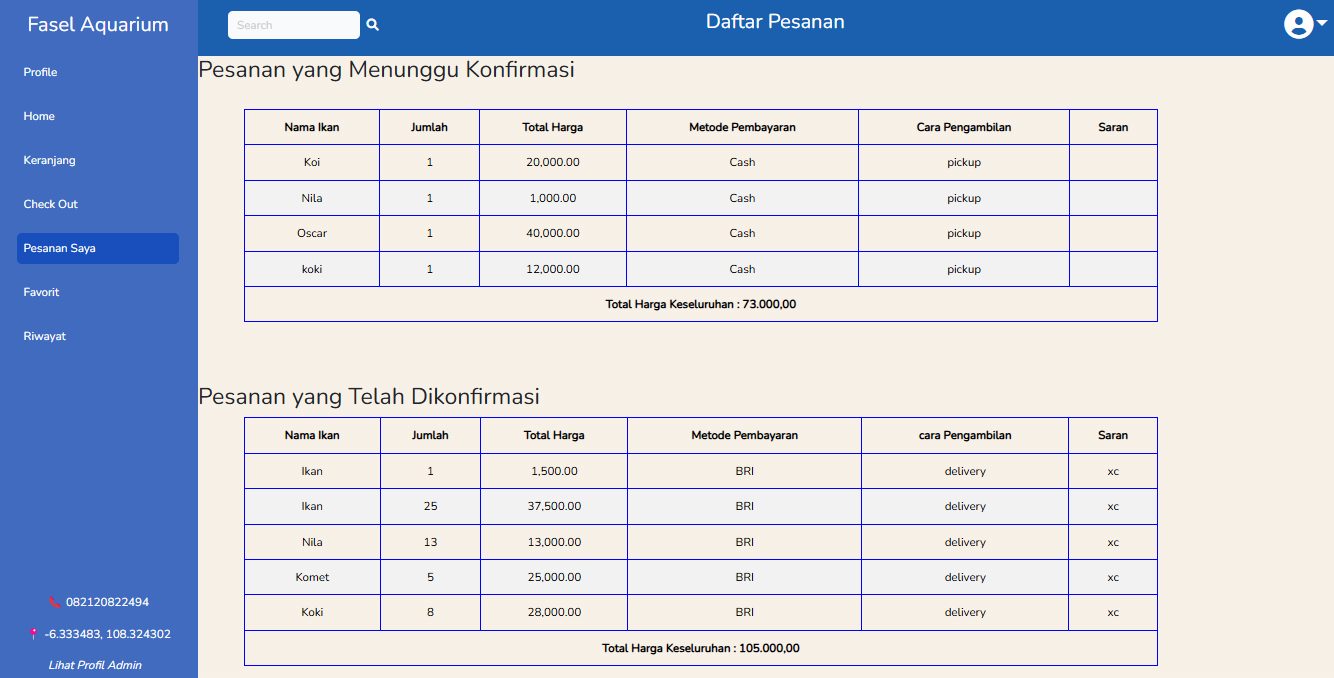 Fasel Aquarium
Search
Daftar Pesanan
Profile
Home
Keranjang
Check Out
Pesanan Saya
Favorit
Riwayat
082120822494
-6.333483, 108.324302
Lihat Profil Admin
Pesanan yang Menunggu Konfirmasi
Nama Ikan Jumlah Total Harga Metode Pembayaran Cara Pengambilan Saran
Koi 1 20,000.00 Cash pickup
Nila 1 1,000.00 Cash pickup
Oscar 1 40,000.00 Cash pickup
koki 1 12,000.00 Cash pickup
Total Harga Keseluruhan : 73.000,00
Pesanan yang Telah Dikonfirmasi
Nama Ikan Jumlah Total Harga Metode Pembayaran cara Pengambilan Saran
Ikan 1 1,500.00 BRI delivery xc
Ikan 25 37,500.00 BRI delivery xc
Nila 13 13,000.00 BRI delivery xc
Komet 5 25,000.00 BRI delivery xc
Koki 8 28,000.00 BRI delivery xc
Total Harga Keseluruhan : 105.000,00